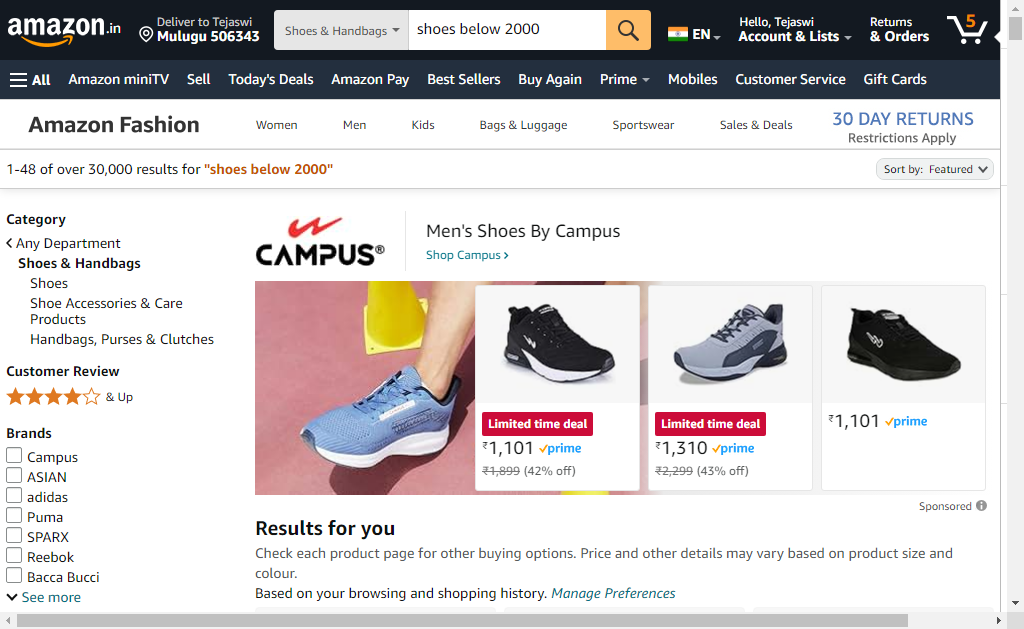 amazon.in
Deliver to Tejaswi
Mulugu 506343
Shoes & Handbags
shoes below 2000
EN
Hello, Tejaswi
Account & Lists
Returns
& Orders
5
All
Amazon miniTV
Sell
Today's Deals
Amazon Pay
Best Sellers
Buy Again
Prime
Mobiles
Customer Service
Gift Cards
Amazon Fashion
Women
Men
Kids
Bags & Luggage
Sportswear
Sales & Deals
30 DAY RETURNS
Restrictions Apply
1-48 of over 30,000 results for "shoes below 2000"
Sort by: Featured
Category
Any Department
Shoes & Handbags
Shoes
Shoe Accessories & Care
Products
Handbags, Purses & Clutches
Customer Review
& Up
Brands
Campus
ASIAN
adidas
Puma
SPARX
Reebok
Bacca Bucci
See more
CAMPUS®
Men's Shoes By Campus
Shop Campus
Limited time deal
₹1,101 prime
₹1,899 (42% off)
Limited time deal
₹1,310 prime
₹2,299 (43% off)
₹1,101 prime
Sponsored
Results for you
Check each product page for other buying options. Price and other details may vary based on product size and
colour.
Based on your browsing and shopping history. Manage Preferences